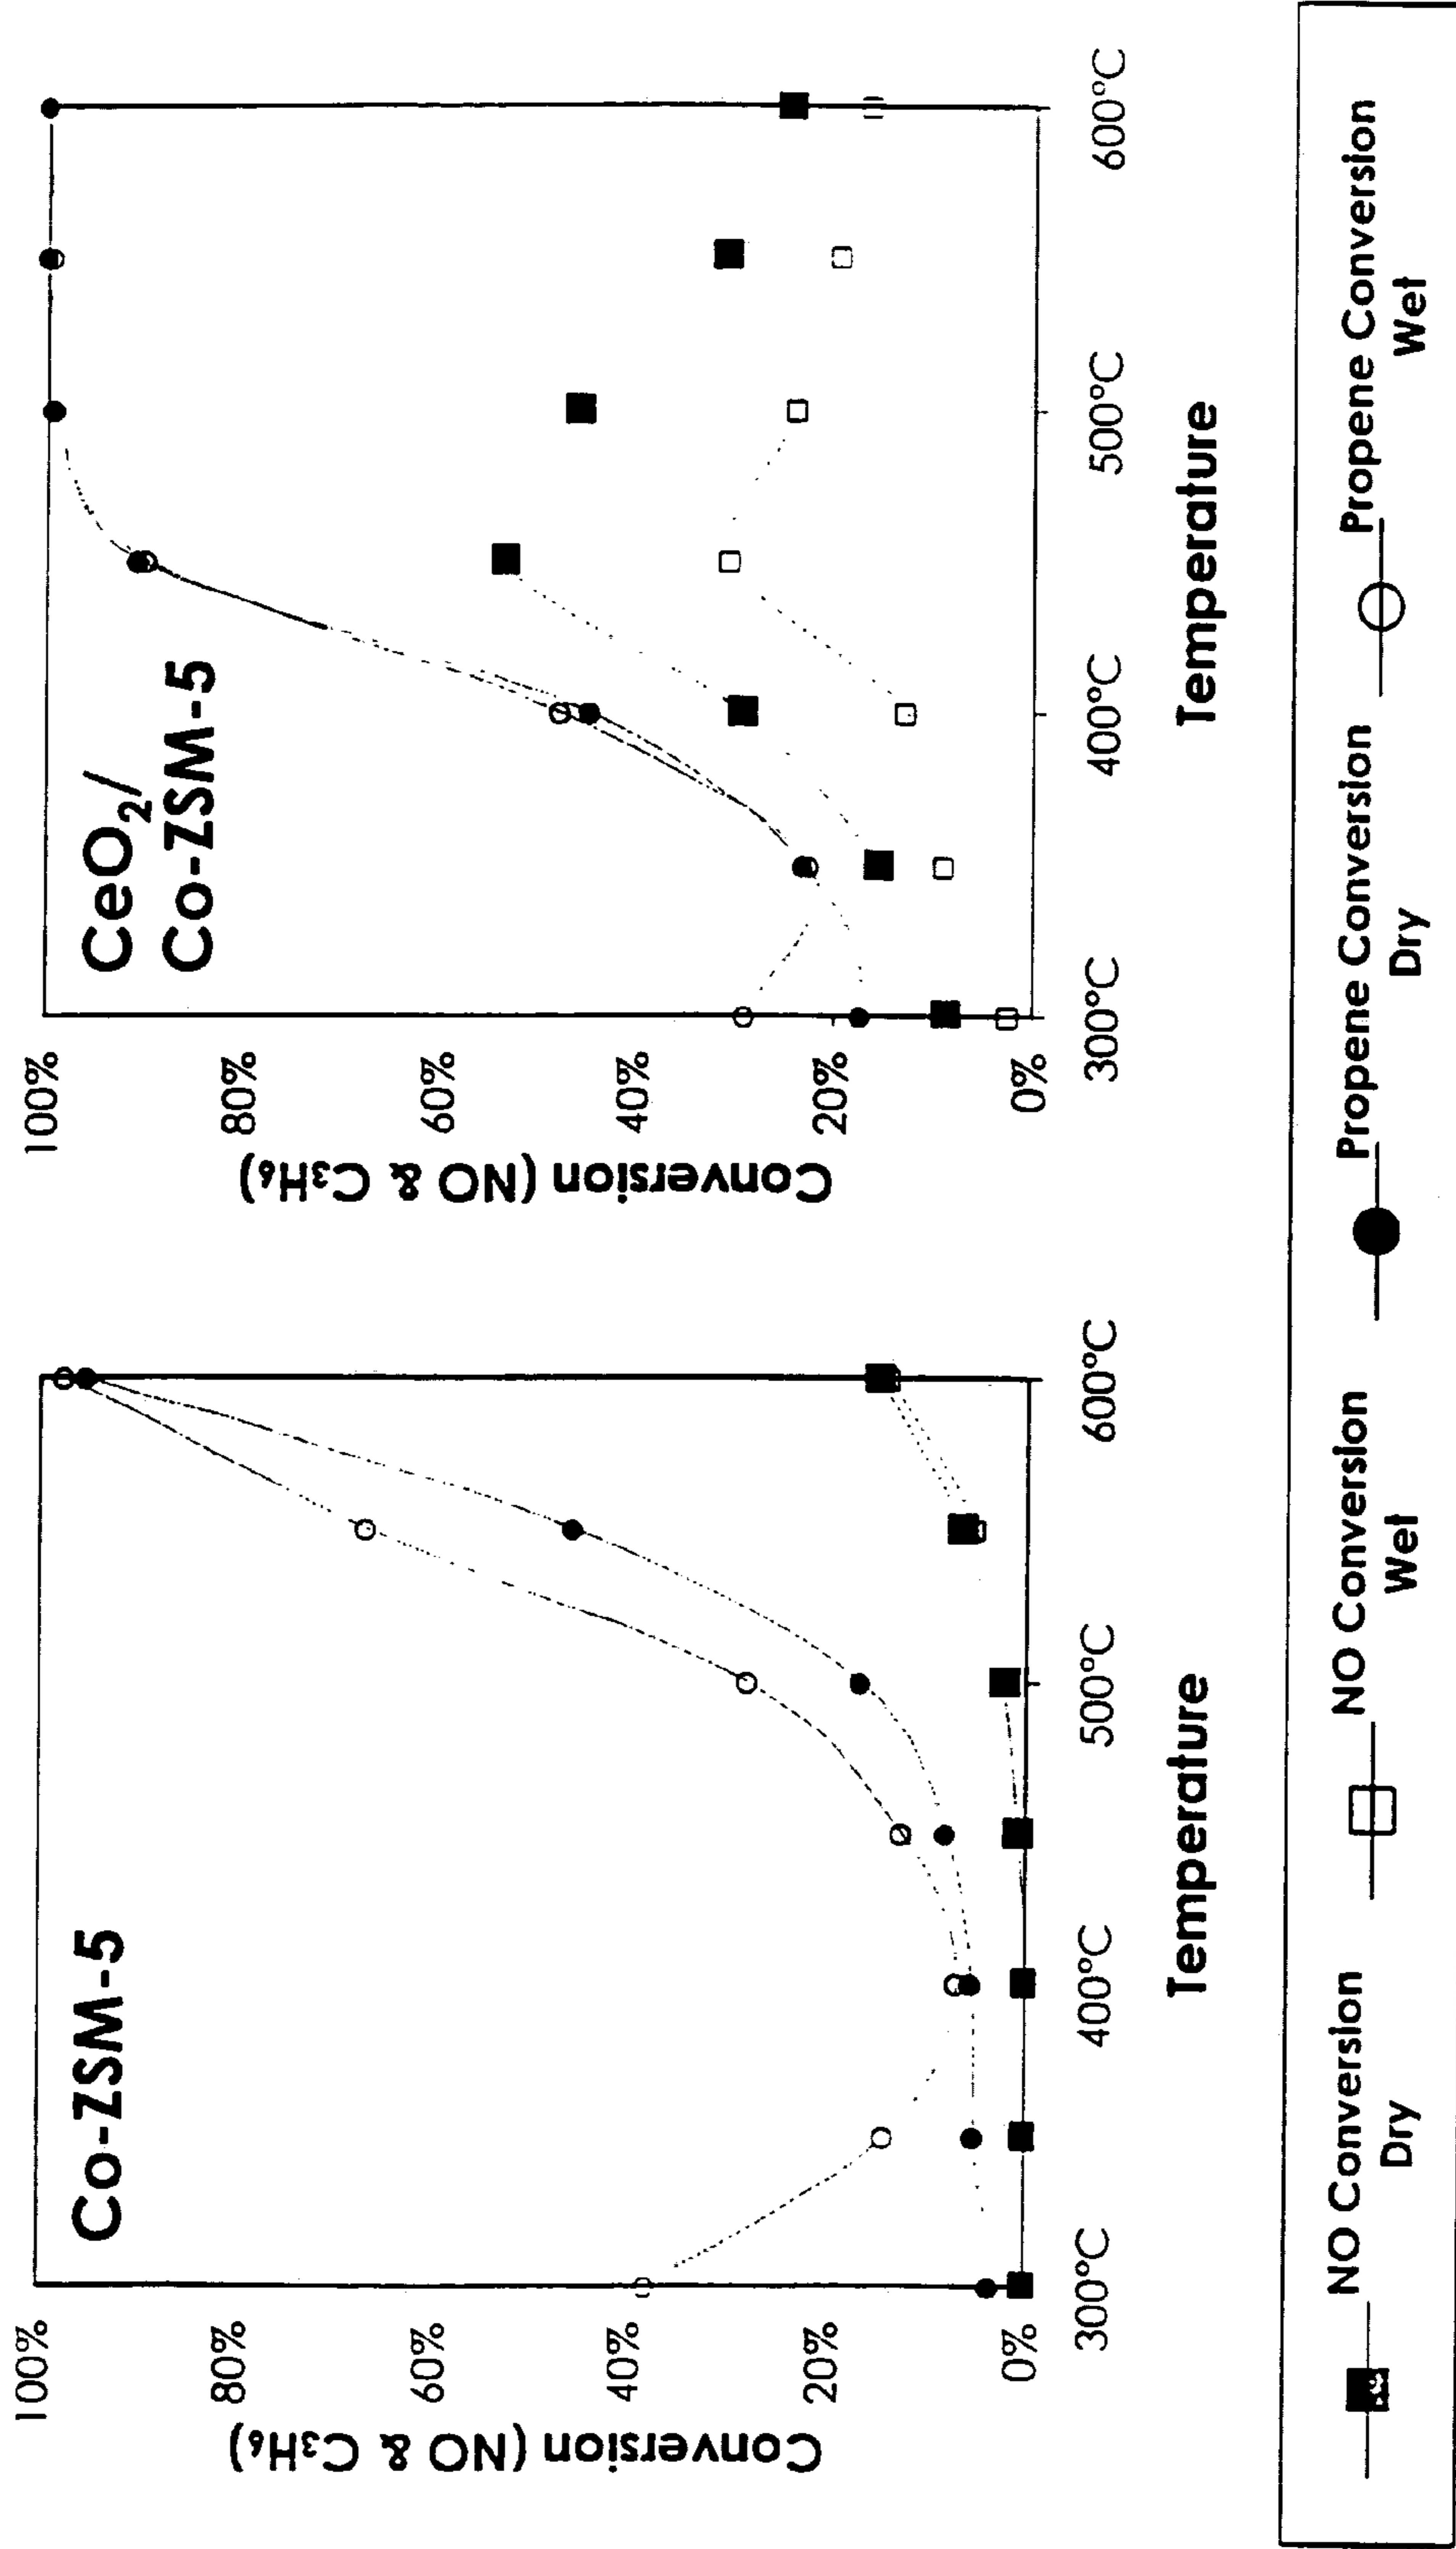 Co-ZSM-5
Conversion (NO & C₃H₆)
100%
80%
60%
40%
20%
0%
300°C
400°C
500°C
600°C
Temperature
CeO₂/
Co-ZSM-5
Conversion (NO & C₃H₆)
100%
80%
60%
40%
20%
0%
300°C
400°C
500°C
600°C
Temperature
NO Conversion
Dry
NO Conversion
Wet
Propene Conversion
Dry
Propene Conversion
Wet